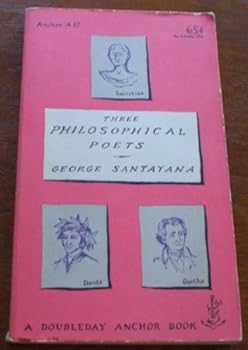 Anchor A-17
65¢
Lucretius
THREE
PHILOSOPHICAL
POETS
GEORGE SANTAYANA
Dante
Goethe
A DOUBLEDAY ANCHOR BOOK